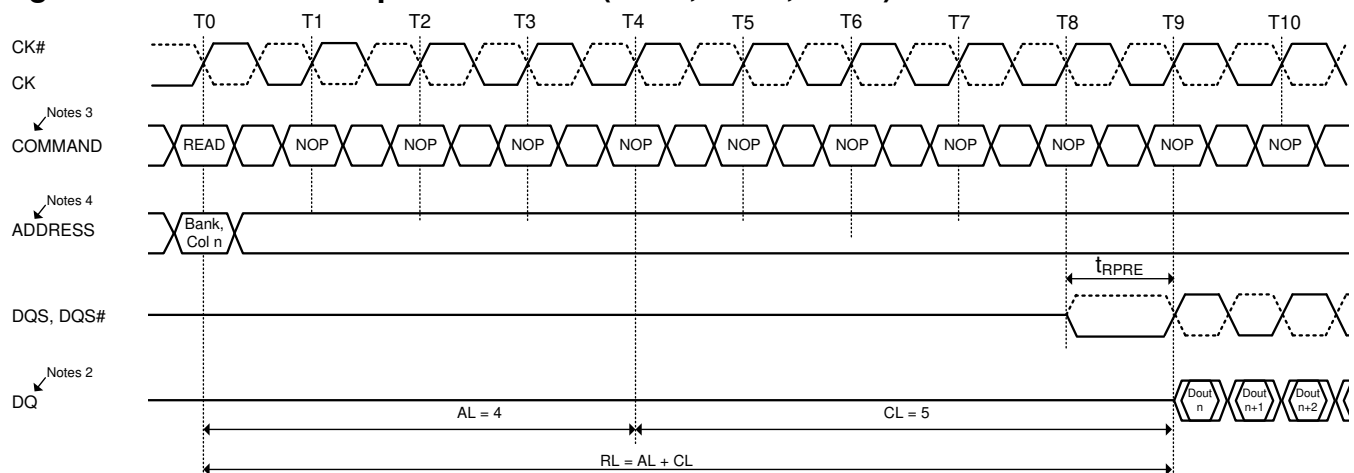 T0 T1 T2 T3 T4 T5 T6 T7 T8 T9 T10
CK#
CK
Notes 3
COMMAND READ NOP NOP NOP NOP NOP NOP NOP NOP NOP NOP
Notes 4
ADDRESS
Bank,
Col n
tRPRE
DQS, DQS#
Notes 2
DQ
Dout Dout Dout
n n+1 n+2
AL = 4 CL = 5
RL = AL + CL